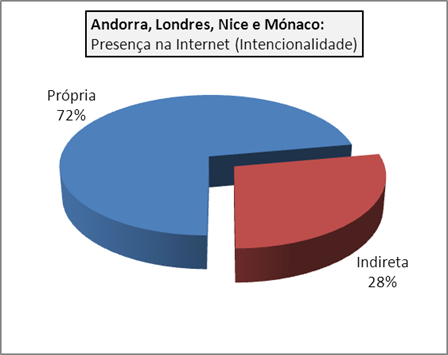 Andorra, Londres, Nice e Mónaco:
Presença na Internet (Intencionalidade)
Própria
72%
Indireta
28%